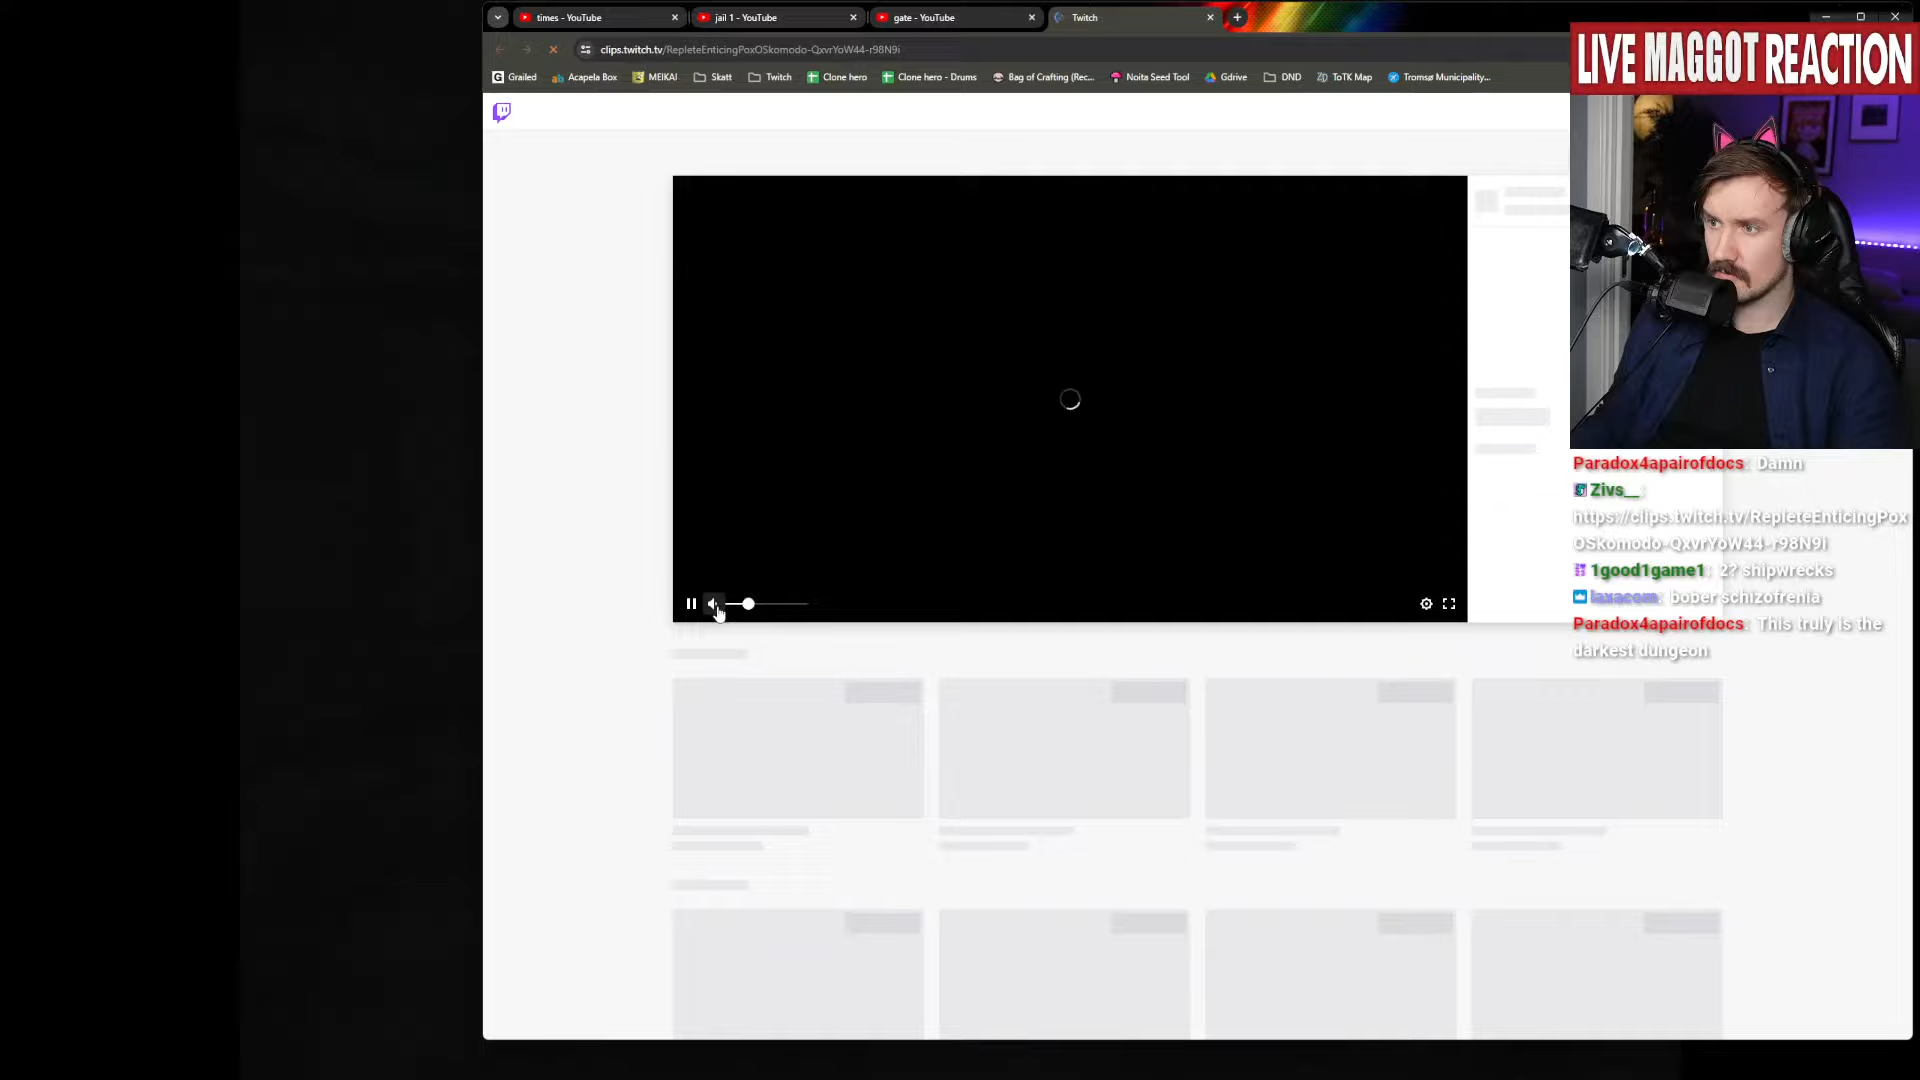 times - YouTube
jail 1 - YouTube
gate - YouTube
Twitch
clips.twitch.tv/RepleteEnticingPoxOSkomodo-QxvrYoW44-r98N9i
Grailed
Acapela Box
MEIKAI
Skatt
Twitch
Clone hero
Clone hero - Drums
Bag of Crafting (Rec...
Noita Seed Tool
Gdrive
DND
ToTK Map
Tromsø Municipality...
LIVE MAGGOT REACTION
Paradox4apairofdocs: Damn
Zivs__:
https://clips.twitch.tv/RepleteEnticingPox
OSkomodo-QxvrYoW44-r98N9i
1good1game1: 2? shipwrecks
laxacom: bober schizofrenia
Paradox4apairofdocs: This truly is the
darkest dungeon